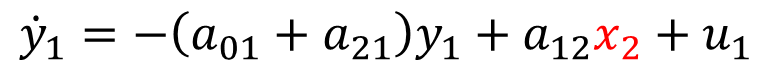 ẏ₁ = −(a₀₁ + a₂₁)y₁ + a₁₂x₂ + u₁